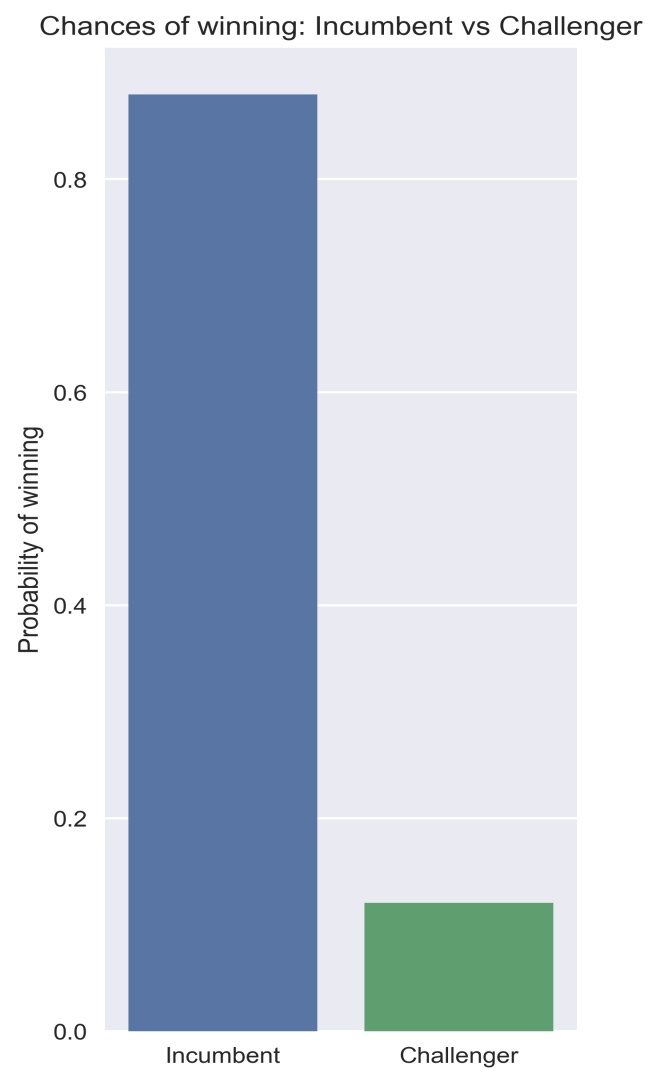 Chances of winning: Incumbent vs Challenger
Probability of winning
0.8
0.6
0.4
0.2
0.0
Incumbent
Challenger